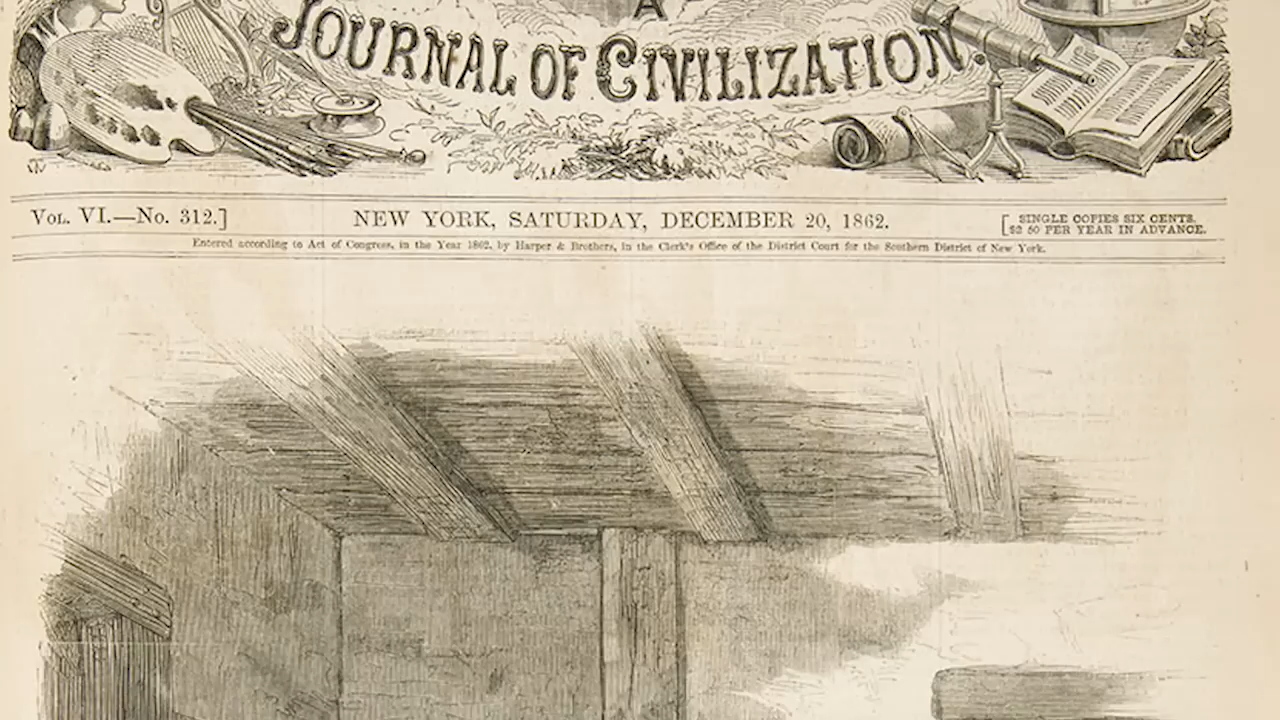 A
JOURNAL OF CIVILIZATION.
VOL. VI.—No. 312.]
NEW YORK, SATURDAY, DECEMBER 20, 1862.
[SINGLE COPIES SIX CENTS.
$2 50 PER YEAR IN ADVANCE.
Entered according to Act of Congress, in the Year 1862, by Harper & Brothers, in the Clerk's Office of the District Court for the Southern District of New York.